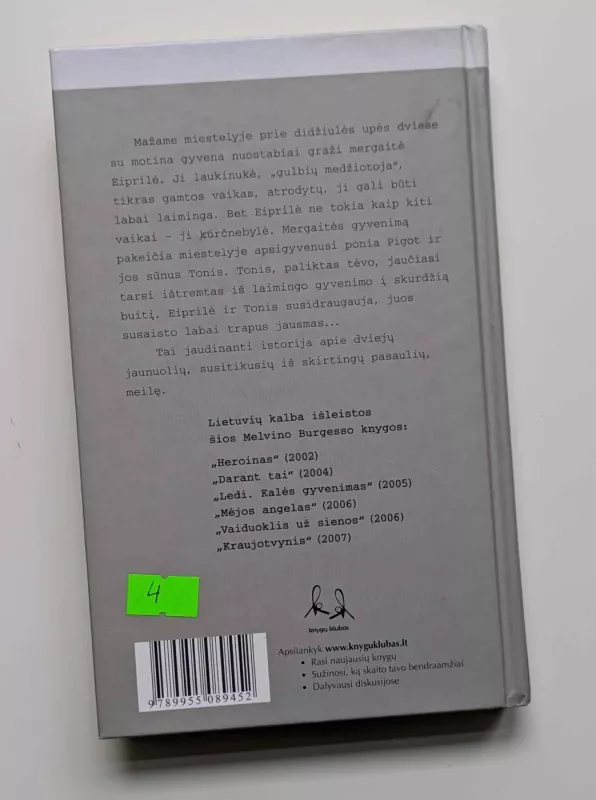 Mažame miestelyje prie didžiulės upės dviese
su motina gyvena nuostabiai graži mergaitė
Eiprilė. Ji laukinukė, „gulbių medžiotoja“,
tikras gamtos vaikas, atrodytų, ji gali būti
labai laiminga. Bet Eiprilė ne tokia kaip kiti
vaikai – ji kurčnebylė. Mergaitės gyvenimą
pakeičia miestelyje apsigyvenusi ponia Pigot ir
jos sūnus Tonis. Tonis, paliktas tėvo, jaučiasi
tarsi ištremtas iš laimingo gyvenimo į skurdžią
buitį. Eiprilė ir Tonis susidraugauja, juos
susaisto labai trapus jausmas...
Tai jaudinanti istorija apie dviejų
jaunuolių, susitikusių iš skirtingų pasaulių,
meilę.
Lietuvių kalba išleistos
šios Melvino Burgesso knygos:
„Heroinas“ (2002)
„Darant tai“ (2004)
„Ledi. Kalės gyvenimas“ (2005)
„Mėjos angelas“ (2006)
„Vaiduoklis už sienos“ (2006)
„Kraujotvynis“ (2007)
4
knygų klubas
Apsilankyk www.knyguklubas.lt
• Rasi naujausių knygų
• Sužinosi, ką skaito tavo bendraamžiai
• Dalyvausi diskusijose
9 789955 089452